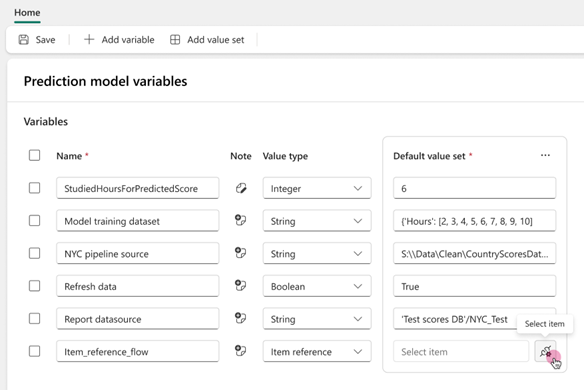 Home
Save Add variable Add value set
Prediction model variables
Variables
Name * Note Value type Default value set * ...
StudiedHoursForPredictedScore Integer 6
Model training dataset String {'Hours': [2, 3, 4, 5, 6, 7, 8, 9, 10]
NYC pipeline source String S:\\Data\Clean\CountryScoresDat...
Refresh data Boolean True
Report datasource String 'Test scores DB'/NYC_Test
Select item
Item_reference_flow Item reference Select item